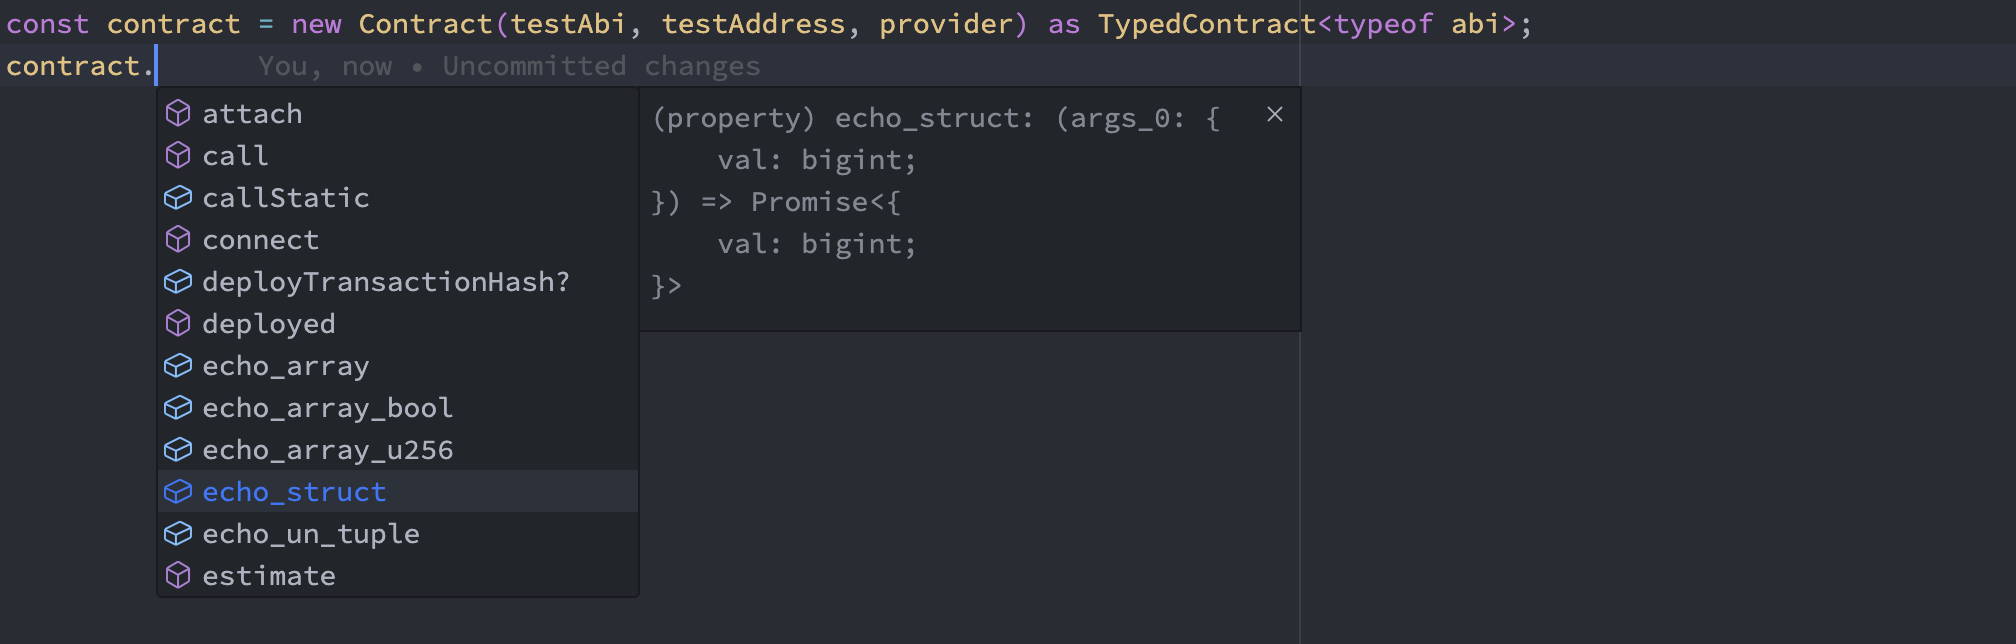 const contract = new Contract(testAbi, testAddress, provider) as TypedContract<typeof abi>;
contract. You, now • Uncommitted changes
attach
call
callStatic
connect
deployTransactionHash?
deployed
echo_array
echo_array_bool
echo_array_u256
echo_struct
echo_un_tuple
estimate
(property) echo_struct: (args_0: {
    val: bigint;
}) => Promise<{
    val: bigint;
}>